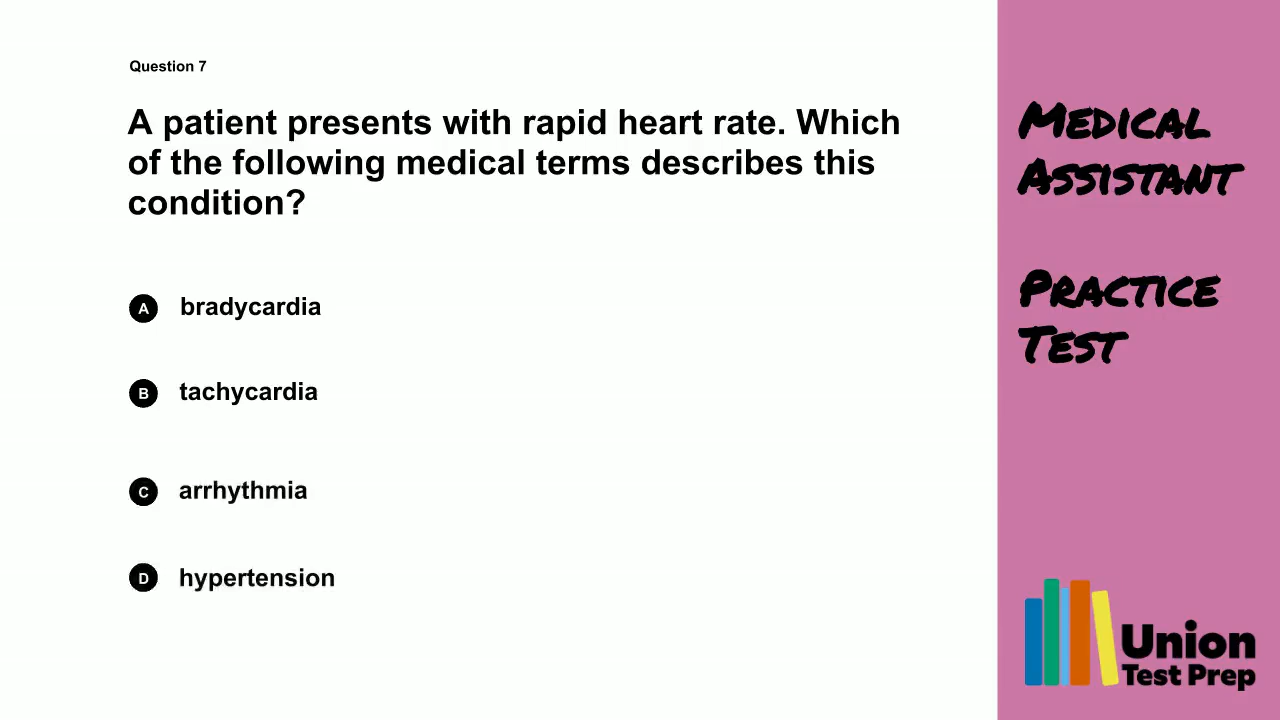 Question 7
A patient presents with rapid heart rate. Which
of the following medical terms describes this
condition?
A bradycardia
B tachycardia
C arrhythmia
D hypertension
Medical
Assistant
Practice
Test
Union
Test Prep